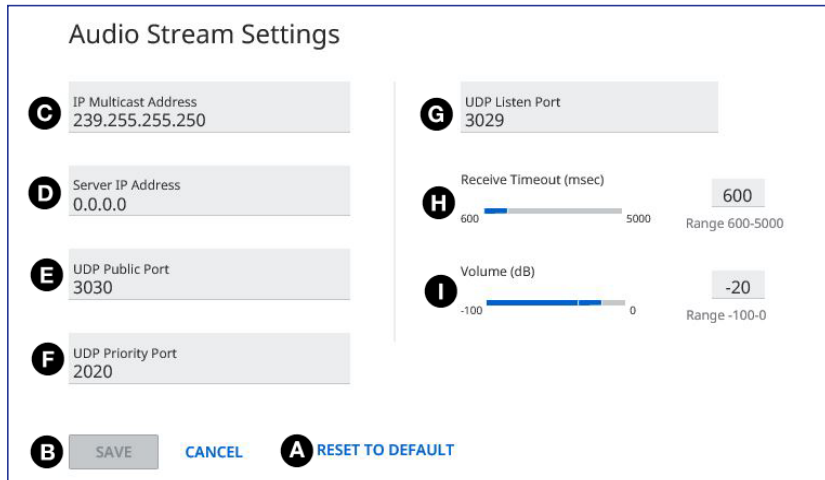 Audio Stream Settings
C
IP Multicast Address
239.255.255.250
D
Server IP Address
0.0.0.0
E
UDP Public Port
3030
F
UDP Priority Port
2020
G
UDP Listen Port
3029
H
Receive Timeout (msec)
600 5000
600
Range 600-5000
I
Volume (dB)
-100 0
-20
Range -100-0
B SAVE CANCEL A RESET TO DEFAULT